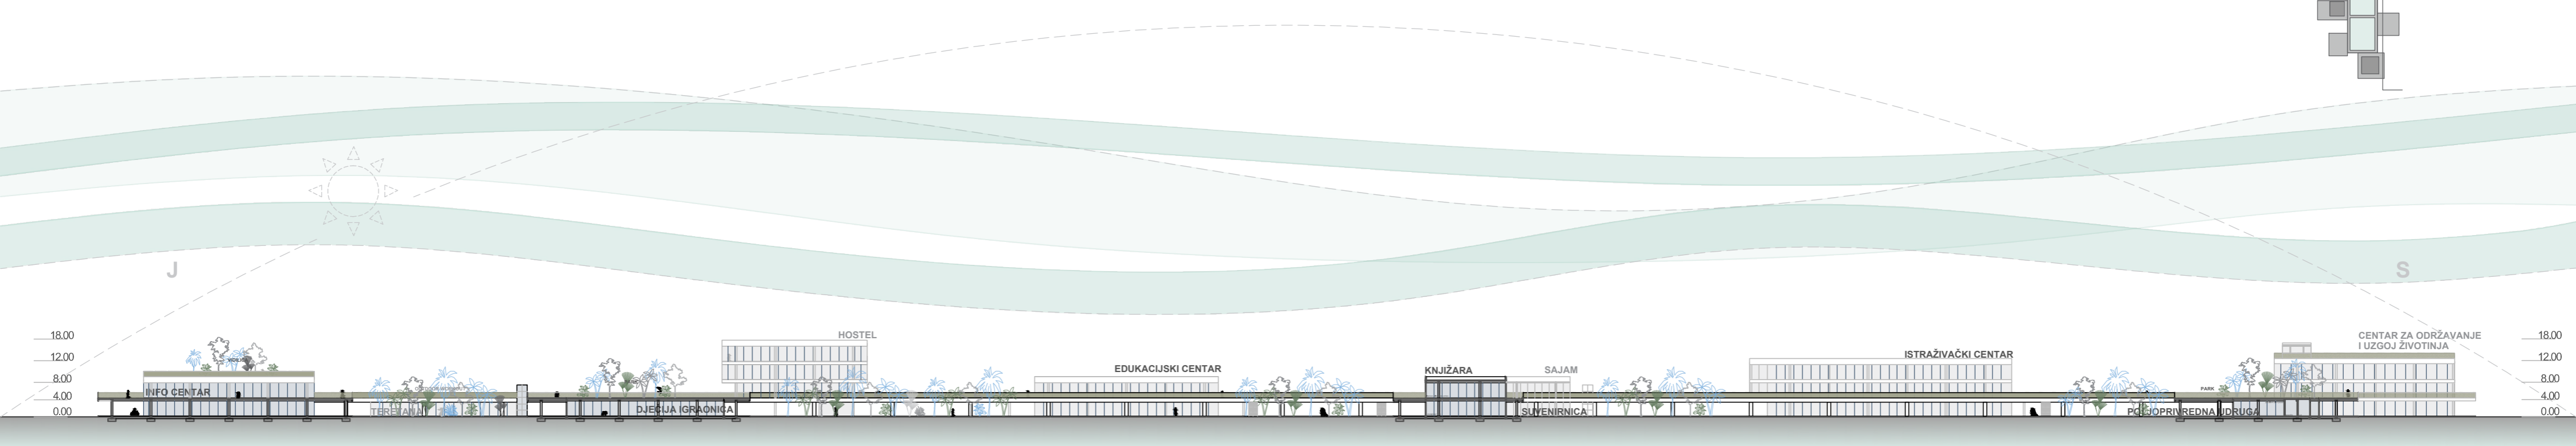 J
S
18.00
12.00
8.00
4.00
0.00
INFO CENTAR
TERETANA
DJEČIJA IGRAONICA
HOSTEL
EDUKACIJSKI CENTAR
KNJIŽARA
SAJAM
SUVENIRNICA
ISTRAŽIVAČKI CENTAR
PARK
POLJOPRIVREDNA UDRUGA
CENTAR ZA ODRŽAVANJE
I UZGOJ ŽIVOTINJA
18.00
12.00
8.00
4.00
0.00